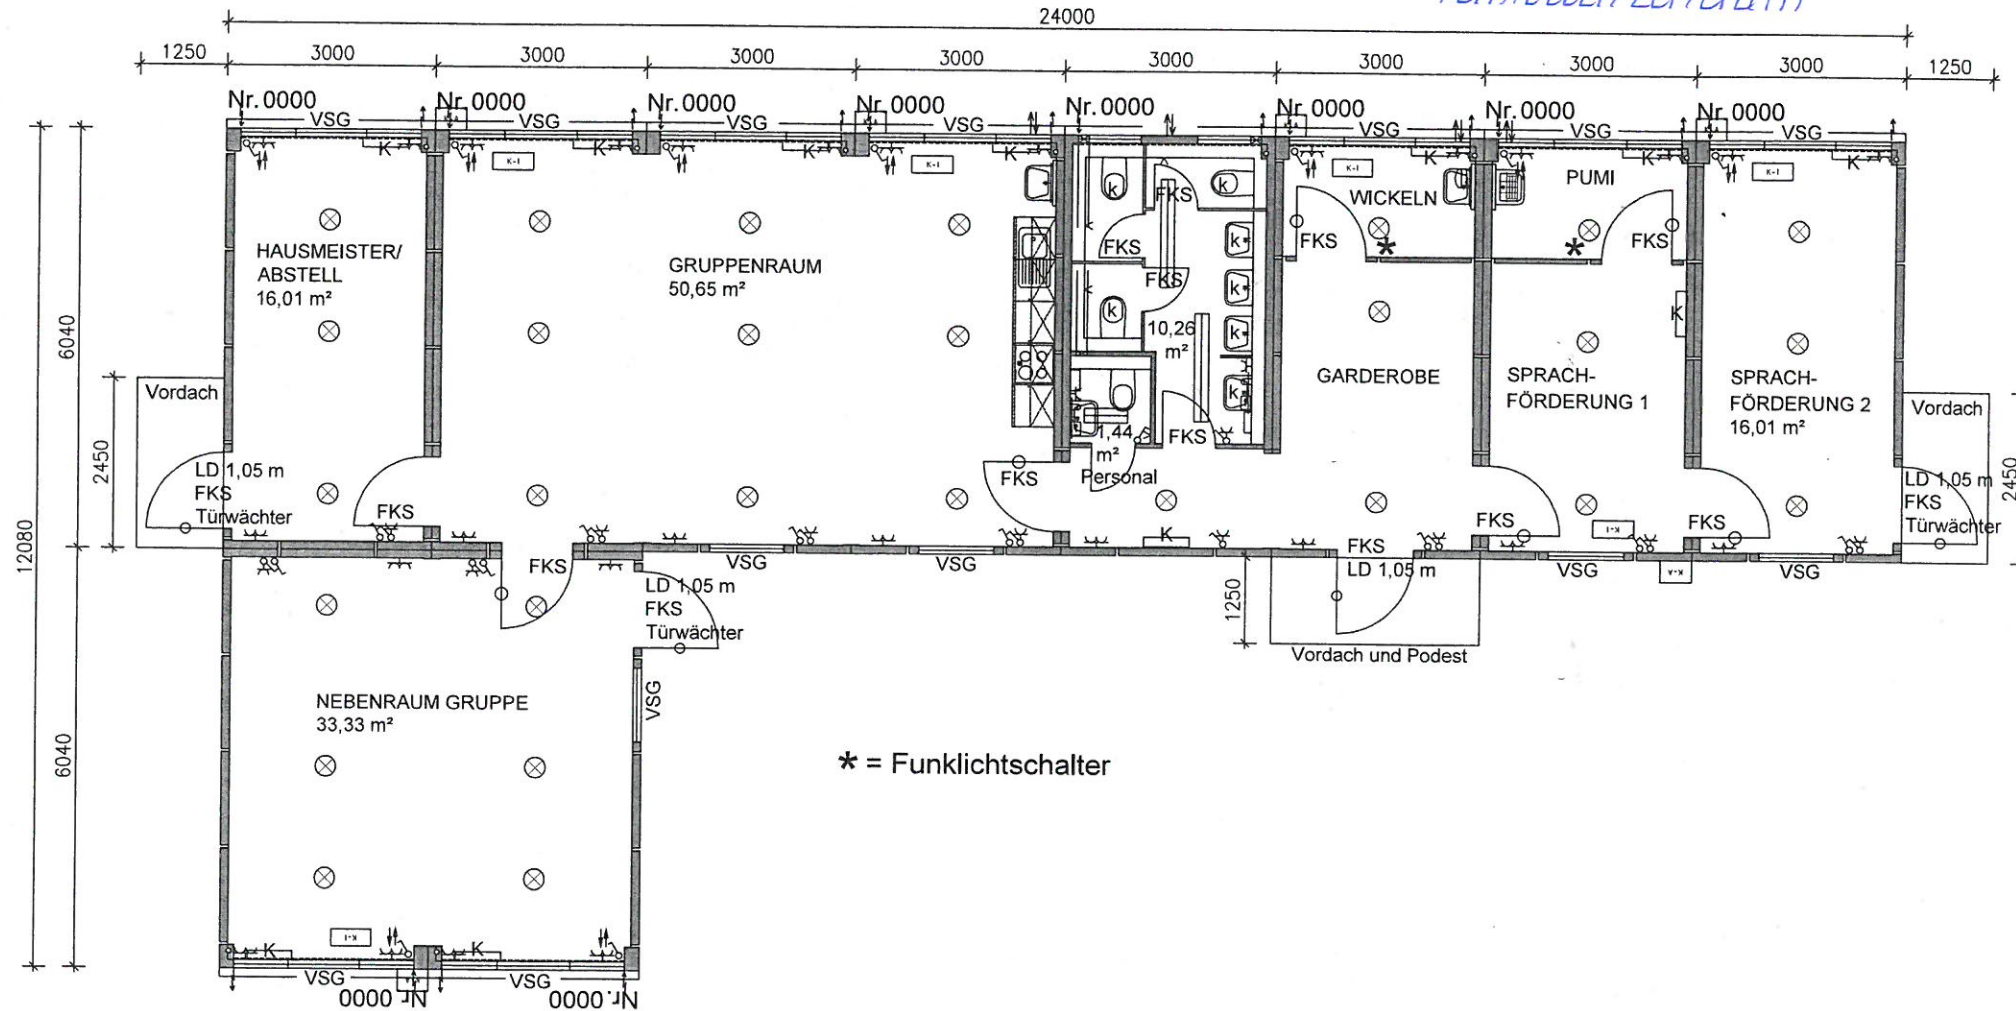 24000
1250 3000 3000 3000 3000 3000 3000 3000 3000 1250
Nr. 0000 Nr. 0000 Nr. 0000 Nr. 0000 Nr. 0000 Nr. 0000 Nr. 0000 Nr. 0000
VSG VSG VSG VSG VSG VSG VSG
K K K K K K K
K-I K-I K-I K-I
HAUSMEISTER/
ABSTELL
16,01 m²
GRUPPENRAUM
50,65 m²
k k
FKS
FKS
FKS
k
k
k
k
k
10,26
m²
FKS
1,44
m²
Personal
WICKELN
FKS
*
PUMI
FKS
*
GARDEROBE
K
SPRACH-
FÖRDERUNG 1
SPRACH-
FÖRDERUNG 2
16,01 m²
6040
2450
12080
6040
Vordach
LD 1,05 m
FKS
Türwächter
FKS
FKS
FKS
FKS
Vordach
LD 1,05 m
FKS
Türwächter
2450
K
K-I
FKS
LD 1,05 m
1250
Vordach und Podest
VSG VSG VSG VSG
K-A
FKS
LD 1,05 m
FKS
Türwächter
VSG
NEBENRAUM GRUPPE
33,33 m²
* = Funklichtschalter
K K-I K
VSG VSG
Nr. 0000 Nr. 0000